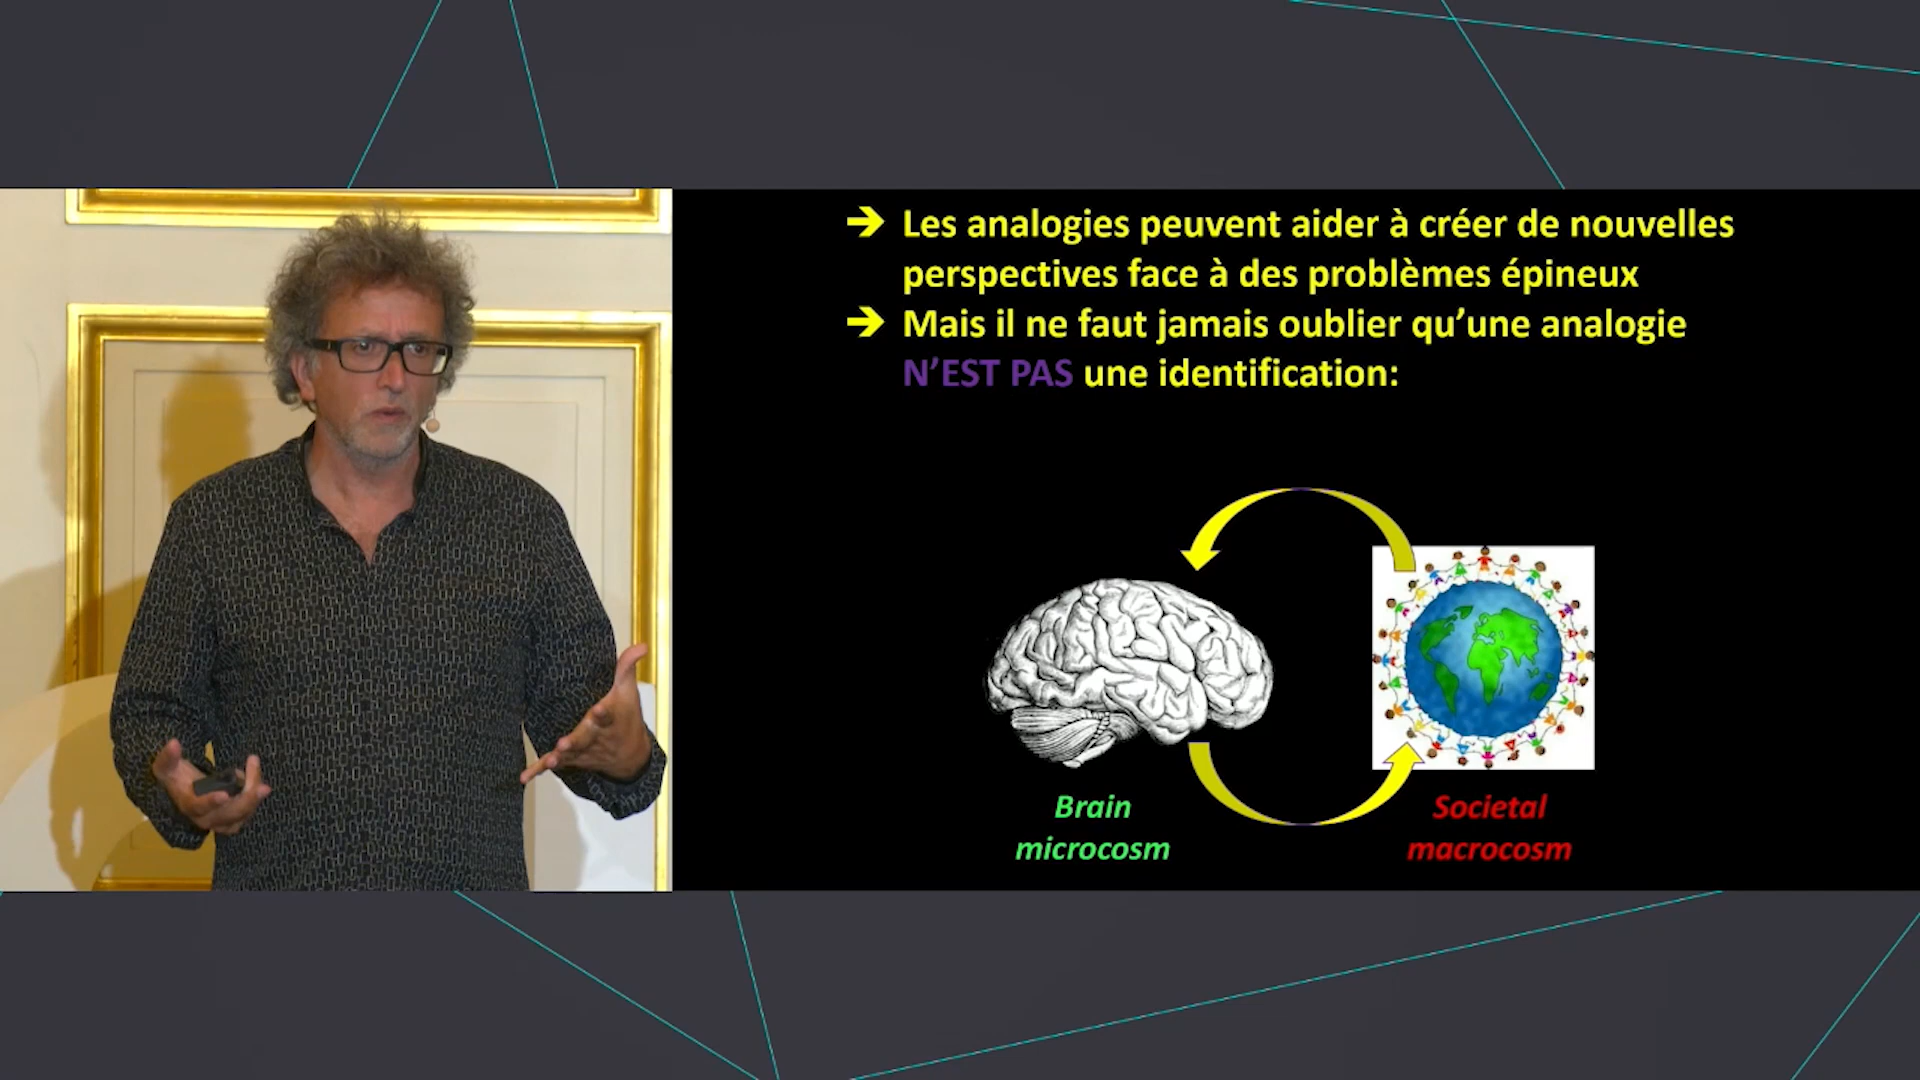 ➔ Les analogies peuvent aider à créer de nouvelles
perspectives face à des problèmes épineux
➔ Mais il ne faut jamais oublier qu’une analogie
N’EST PAS une identification:
Brain
microcosm
Societal
macrocosm